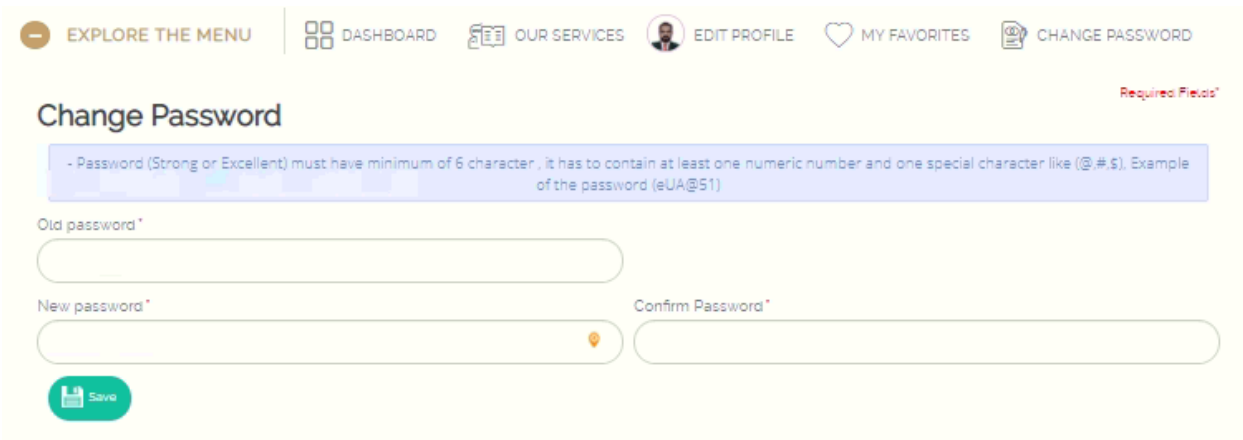 EXPLORE THE MENU
DASHBOARD
OUR SERVICES
EDIT PROFILE
MY FAVORITES
CHANGE PASSWORD
Required Fields*
Change Password
- Password (Strong or Excellent) must have minimum of 6 character , it has to contain at least one numeric number and one special character like (@,#,$), Example
of the password (eUA@51)
Old password*
New password*
Confirm Password*
Save